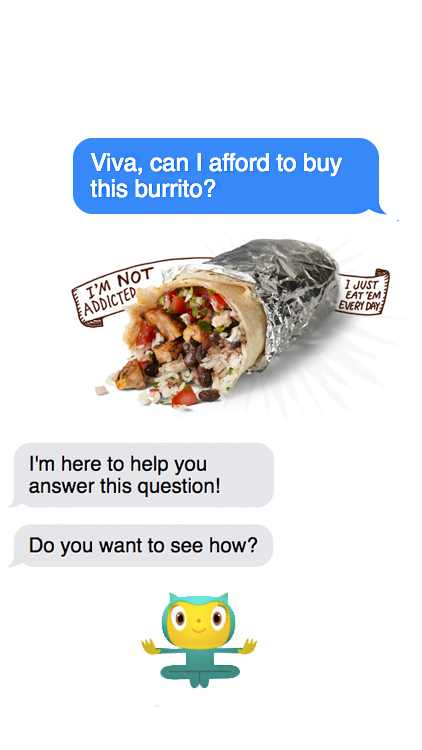 Viva, can I afford to buy
this burrito?
I'M NOT
ADDICTED
I JUST
EAT 'EM
EVERY DAY
I'm here to help you
answer this question!
Do you want to see how?